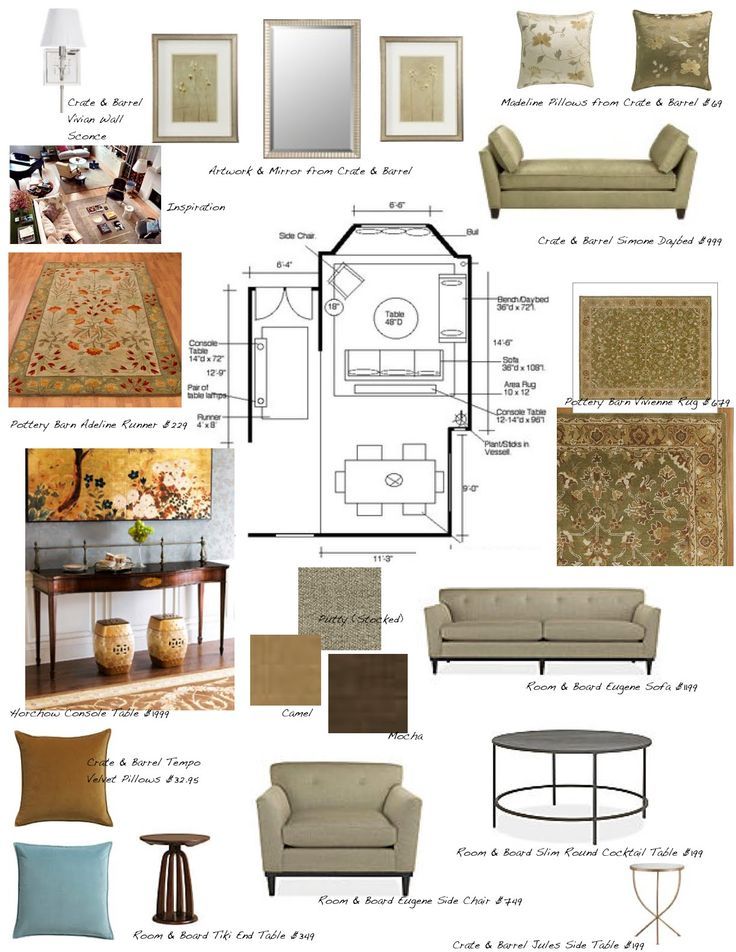 Crate & Barrel
Vivian Wall
Sconce
Artwork & Mirror from Crate & Barrel
Madeline Pillows from Crate & Barrel $69
Inspiration
Crate & Barrel Simone Daybed $999
6'-6"
Side Chair.
Buil
6'-4"
18"
Table
48"D
Bench/Daybed
36"d x 72"l.
14'-6"
Console
Table
14"d x 72"
12'-9"
Sofa
36"d x 108"l.
Area Rug
10 x 12
Pair of
table lamps
Console Table
12-14"d x 96"l
Runner
4' x 8'
Plant/Sticks in
Vessell.
9'-0"
11'-3"
Pottery Barn Adeline Runner $229
Pottery Barn Vivienne Rug $679
Putty (Stocked)
Camel
Mocha
Room & Board Eugene Sofa $1199
Horchow Console Table $1999
Crate & Barrel Tempo
Velvet Pillows $32.95
Room & Board Slim Round Cocktail Table $199
Room & Board Eugene Side Chair $749
Room & Board Tiki End Table $349
Crate & Barrel Jules Side Table $199